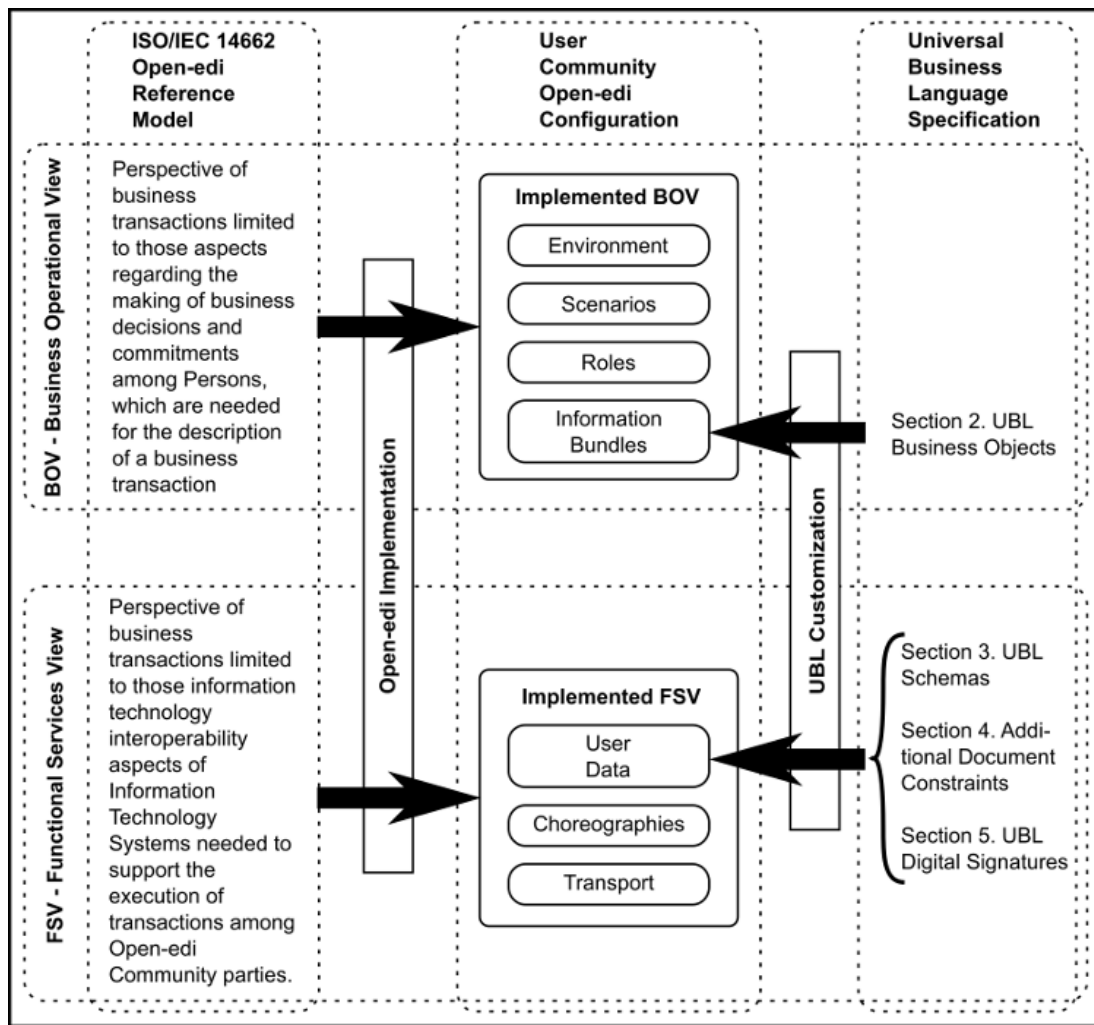 ISO/IEC 14662
Open-edi
Reference
Model
User
Community
Open-edi
Configuration
Universal
Business
Language
Specification
BOV - Business Operational View
Perspective of
business
transactions limited
to those aspects
regarding the
making of business
decisions and
commitments
among Persons,
which are needed
for the description
of a business
transaction
Open-edi Implementation
Implemented BOV
Environment
Scenarios
Roles
Information
Bundles
UBL Customization
Section 2. UBL
Business Objects
FSV - Functional Services View
Perspective of
business
transactions limited
to those information
technology
interoperability
aspects of
Information
Technology
Systems needed to
support the
execution of
transactions among
Open-edi
Community parties.
Implemented FSV
User
Data
Choreographies
Transport
Section 3. UBL
Schemas
Section 4. Addi-
tional Document
Constraints
Section 5. UBL
Digital Signatures